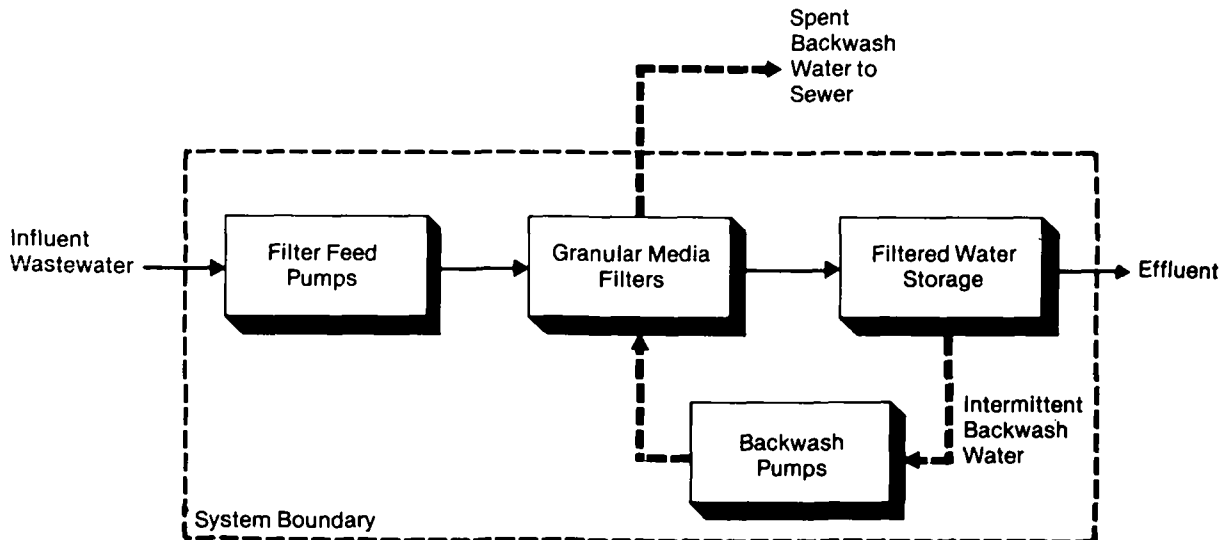 Spent
Backwash
Water to
Sewer
Influent
Wastewater
Filter Feed
Pumps
Granular Media
Filters
Filtered Water
Storage
Effluent
Backwash
Pumps
Intermittent
Backwash
Water
System Boundary